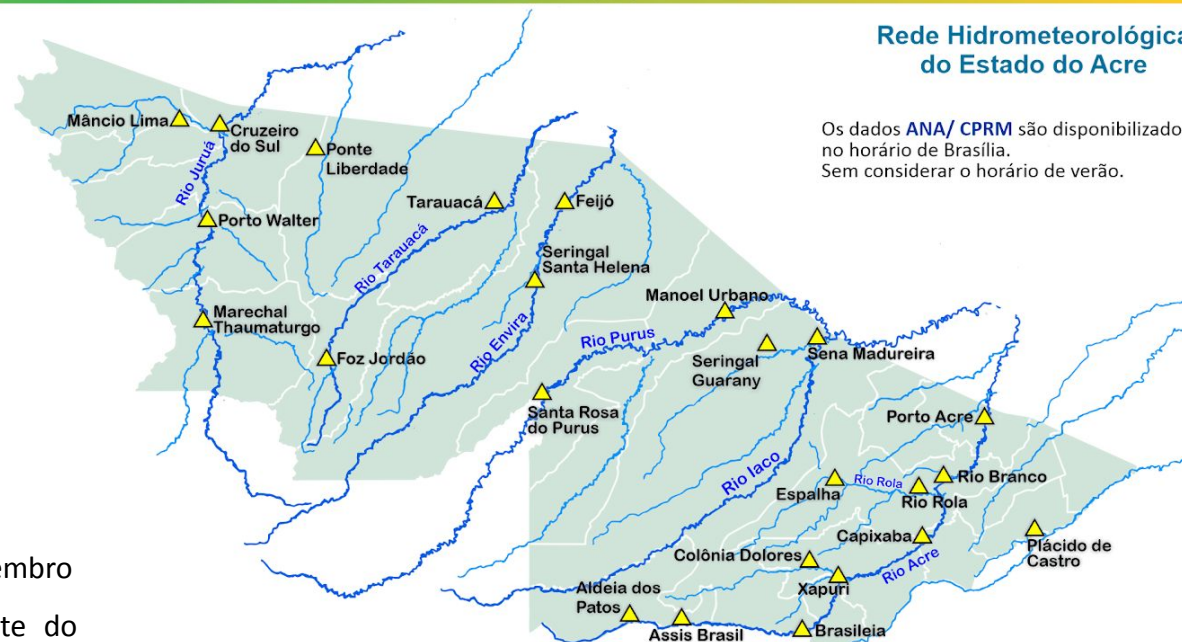 Rede Hidrometeorológica
do Estado do Acre
Os dados ANA/ CPRM são disponibilizado
no horário de Brasília.
Sem considerar o horário de verão.
Mâncio Lima
Cruzeiro
do Sul
Ponte
Liberdade
Rio Juruá
Porto Walter
Tarauacá
Feijó
Rio Tarauacá
Seringal
Santa Helena
Marechal
Thaumaturgo
Foz Jordão
Rio Envira
Manoel Urbano
Rio Purus
Seringal
Guarany
Sena Madureira
Santa Rosa
do Purus
Porto Acre
Rio Iaco
Espalha
Rio Rola
Rio Rola
Rio Branco
Capixaba
Plácido de
Castro
Colônia Dolores
Rio Acre
Xapuri
Aldeia dos
Patos
Assis Brasil
Brasileia
embro
te do